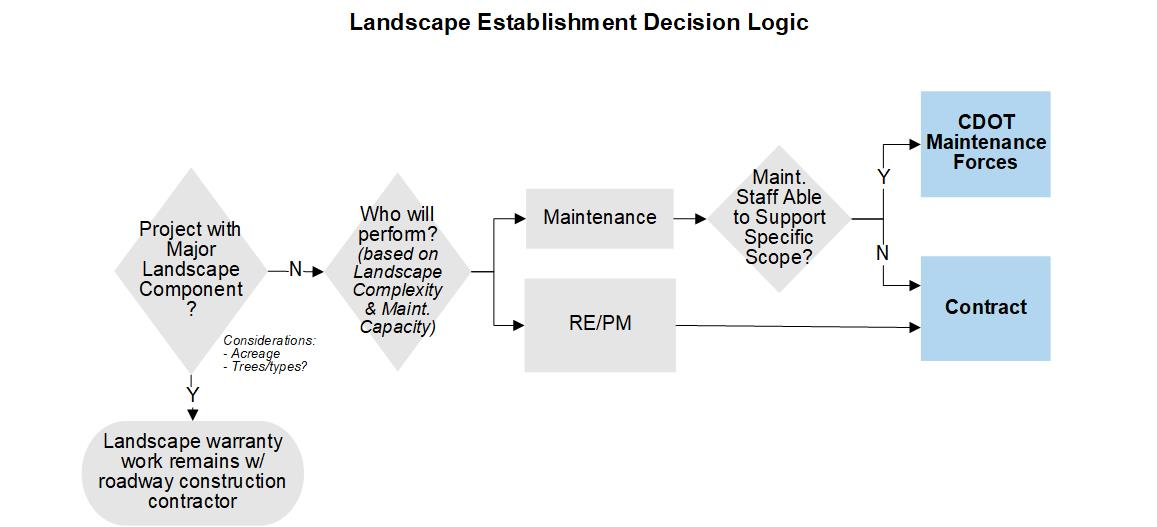 Landscape Establishment Decision Logic
Project with
Major
Landscape
Component
?
Considerations:
- Acreage
- Trees/types?
N
Y
Landscape warranty
work remains w/
roadway construction
contractor
Who will
perform?
(based on
Landscape
Complexity
& Maint.
Capacity)
Maintenance
RE/PM
Maint.
Staff Able
to Support
Specific
Scope?
Y
N
CDOT
Maintenance
Forces
Contract